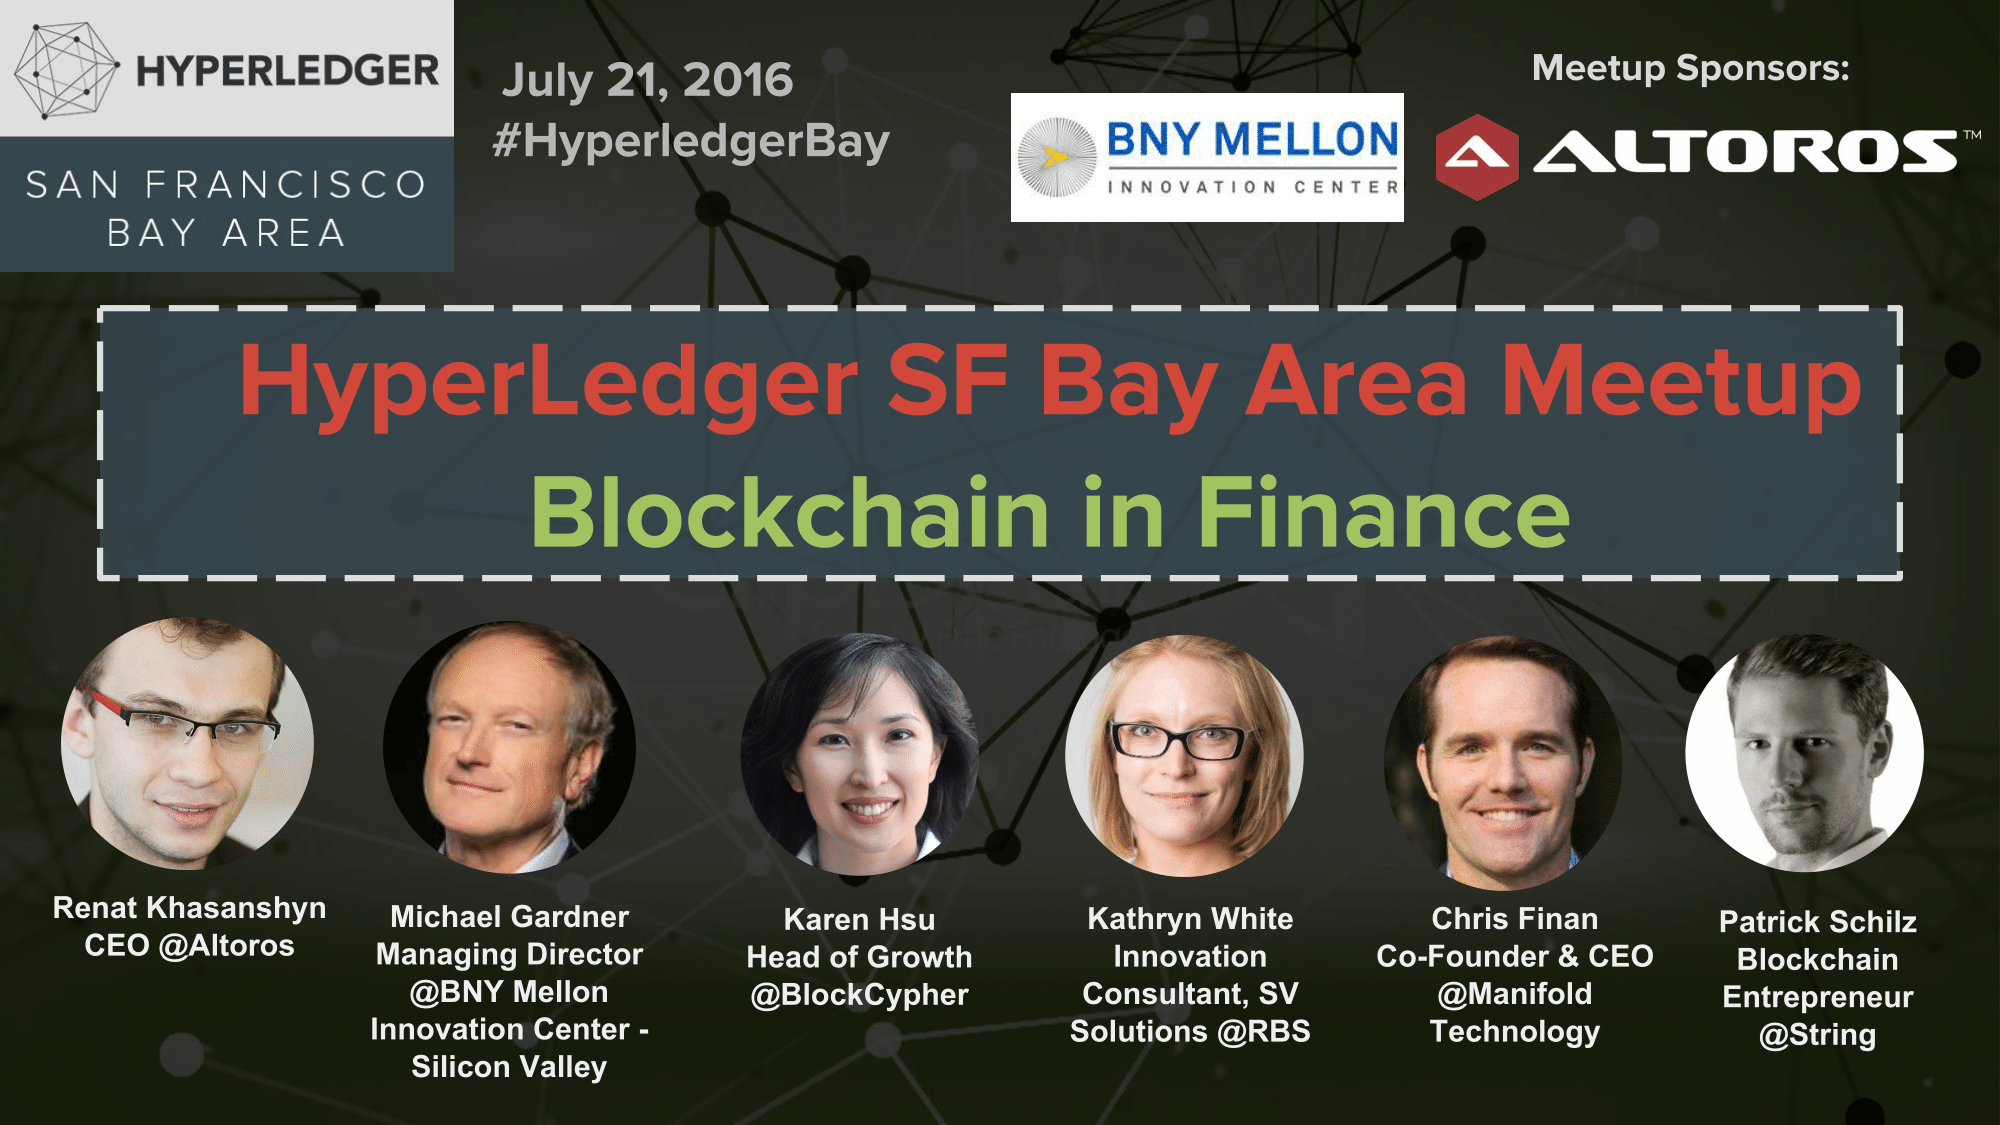 HYPERLEDGER
SAN FRANCISCO
BAY AREA
July 21, 2016
#HyperledgerBay
Meetup Sponsors:
BNY MELLON
INNOVATION CENTER
ALTOROS™
HyperLedger SF Bay Area Meetup
Blockchain in Finance
Renat Khasanshyn
CEO @Altoros
Michael Gardner
Managing Director
@BNY Mellon
Innovation Center -
Silicon Valley
Karen Hsu
Head of Growth
@BlockCypher
Kathryn White
Innovation
Consultant, SV
Solutions @RBS
Chris Finan
Co-Founder & CEO
@Manifold
Technology
Patrick Schilz
Blockchain
Entrepreneur
@String